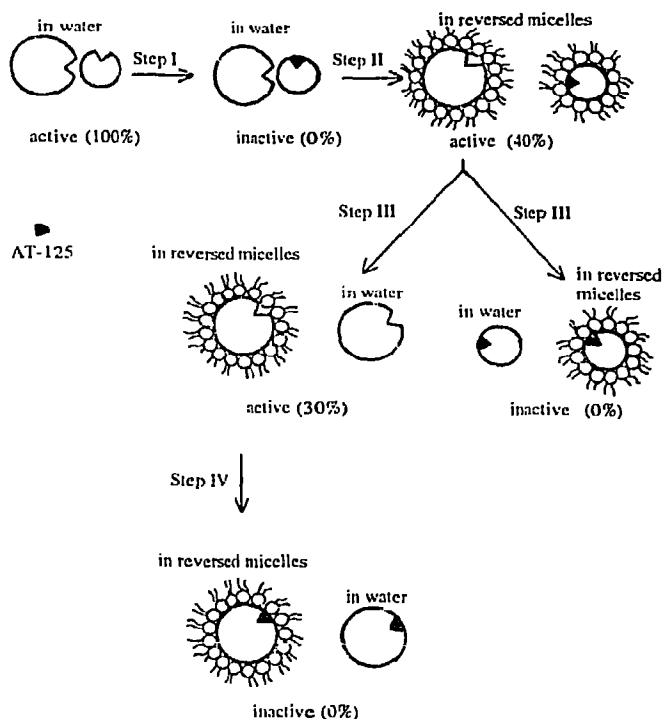 in water
Step I
in water
Step II
in reversed micelles
active (100%)
inactive (0%)
active (40%)
AT-125
Step III
Step III
in reversed micelles
in water
in water
in reversed
micelles
active (30%)
inactive (0%)
Step IV
in reversed micelles
in water
inactive (0%)